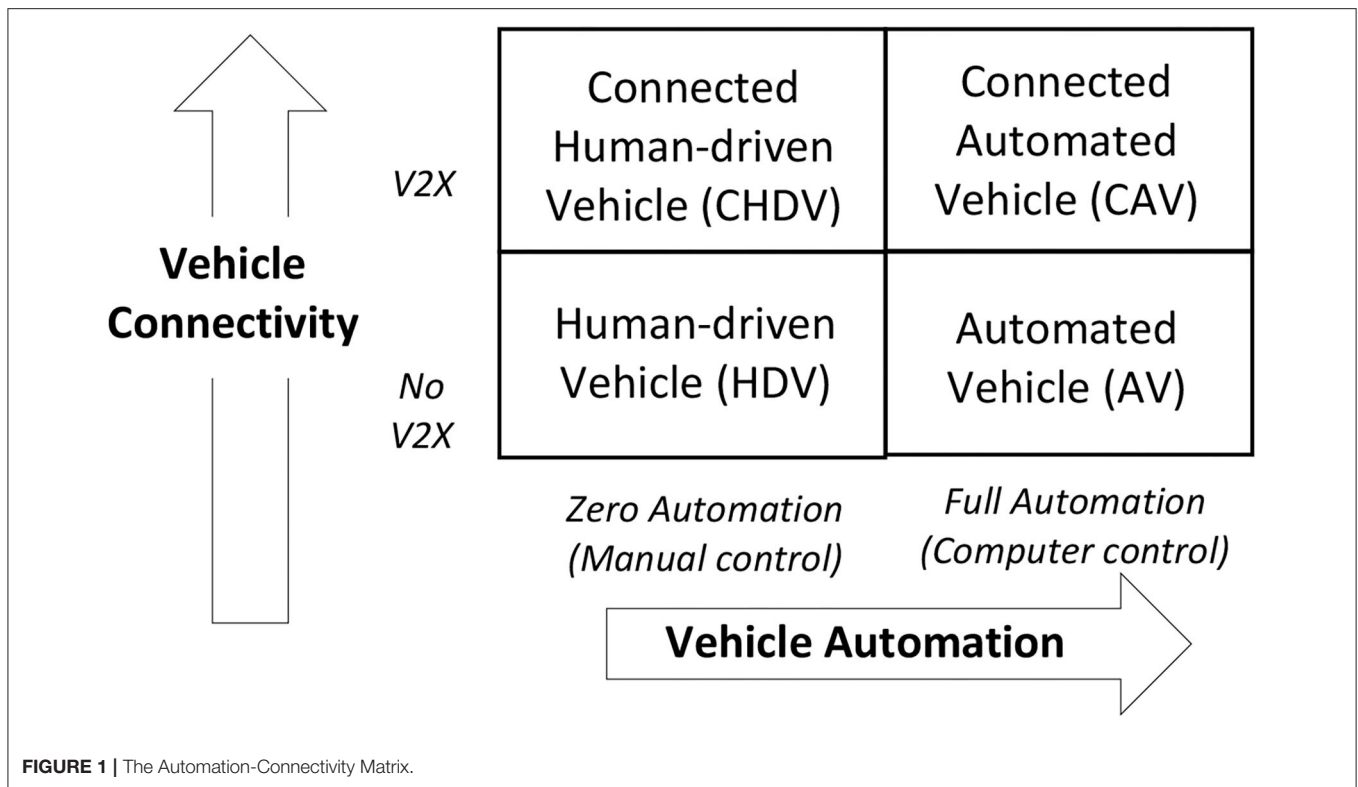 Connected
Human-driven
Vehicle (CHDV)
Connected
Automated
Vehicle (CAV)
V2X
Vehicle
Connectivity
Human-driven
Vehicle (HDV)
Automated
Vehicle (AV)
No
V2X
Zero Automation
(Manual control)
Full Automation
(Computer control)
Vehicle Automation
FIGURE 1 | The Automation-Connectivity Matrix.